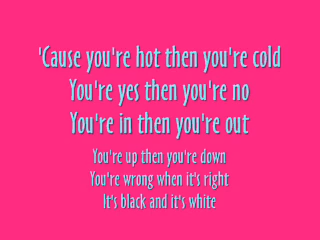 'Cause you're hot then you're cold
You're yes then you're no
You're in then you're out
You're up then you're down
You're wrong when it's right
It's black and it's white